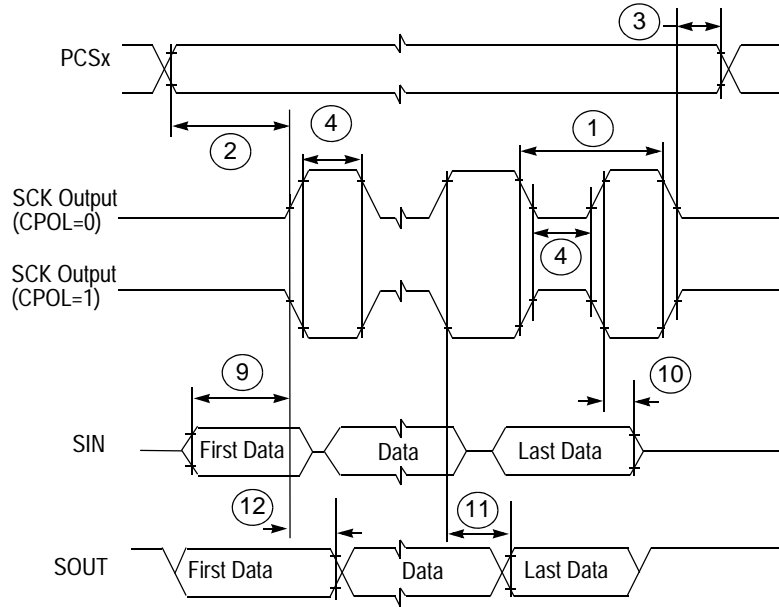 3
PCSx
2
4
1
SCK Output
(CPOL=0)
4
SCK Output
(CPOL=1)
9
10
SIN
First Data
Data
Last Data
12
11
SOUT
First Data
Data
Last Data